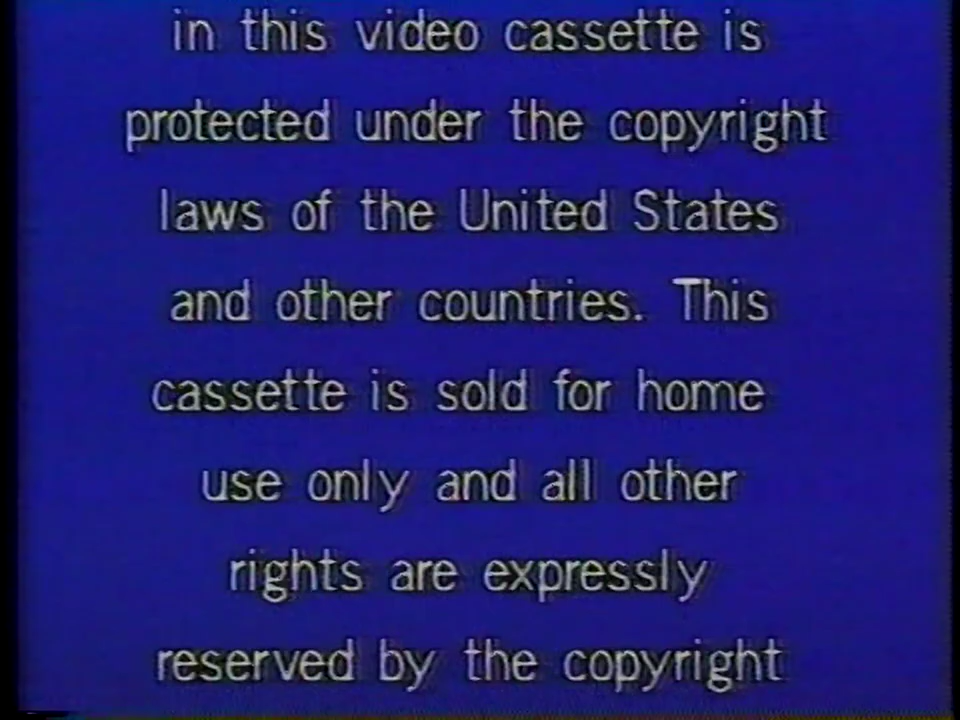 in this video cassette is
protected under the copyright
laws of the United States
and other countries. This
cassette is sold for home
use only and all other
rights are expressly
reserved by the copyright